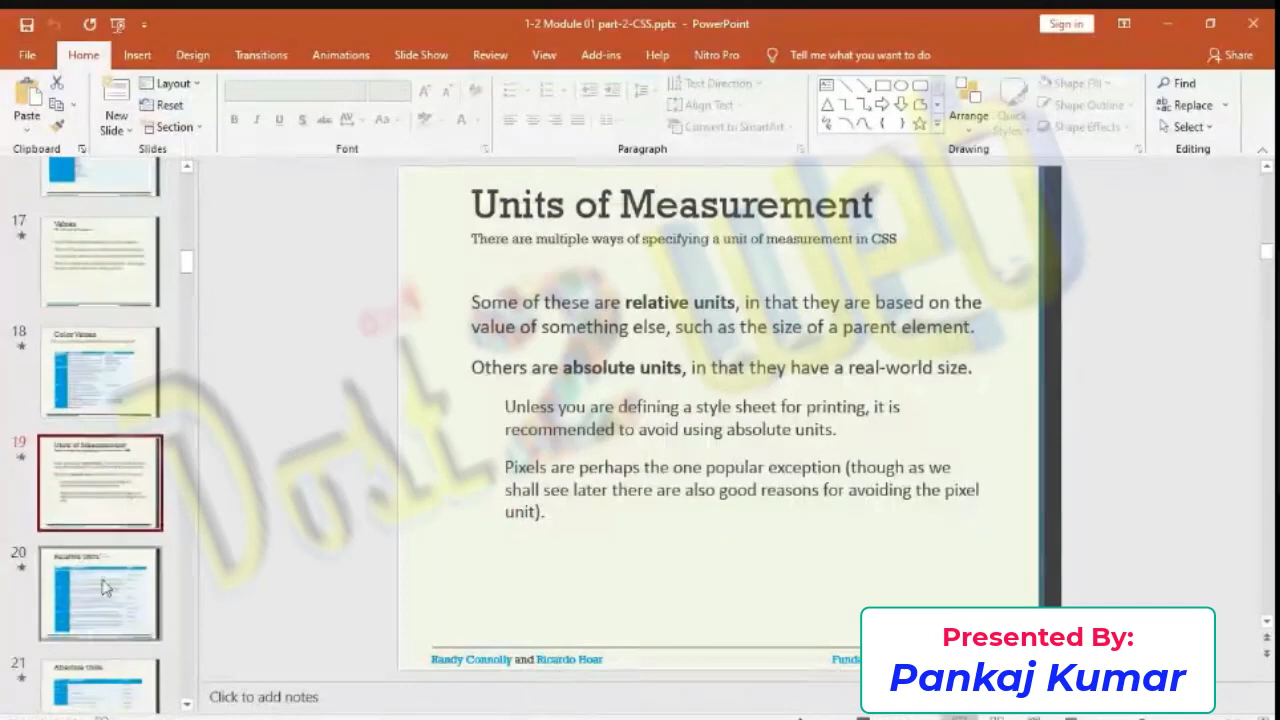 1-2 Module 01 part-2-CSS.pptx - PowerPoint
Sign in
File Home Insert Design Transitions Animations Slide Show Review View Add-ins Help Nitro Pro Tell me what you want to do Share
Paste
Clipboard
New
Slide
Layout
Reset
Section
Slides
B I U S abc AV Aa A
Font
Text Direction
Align Text
Convert to SmartArt
Paragraph
Arrange
Quick
Styles
Shape Fill
Shape Outline
Shape Effects
Drawing
Find
Replace
Select
Editing
17
Values
18
Color Values
19
Units of Measurement
20
Relative Units
21
Absolute Units
Units of Measurement
There are multiple ways of specifying a unit of measurement in CSS
Some of these are relative units, in that they are based on the
value of something else, such as the size of a parent element.
Others are absolute units, in that they have a real-world size.
Unless you are defining a style sheet for printing, it is
recommended to avoid using absolute units.
Pixels are perhaps the one popular exception (though as we
shall see later there are also good reasons for avoiding the pixel
unit).
Randy Connolly and Ricardo Hoar
Click to add notes
Presented By:
Pankaj Kumar